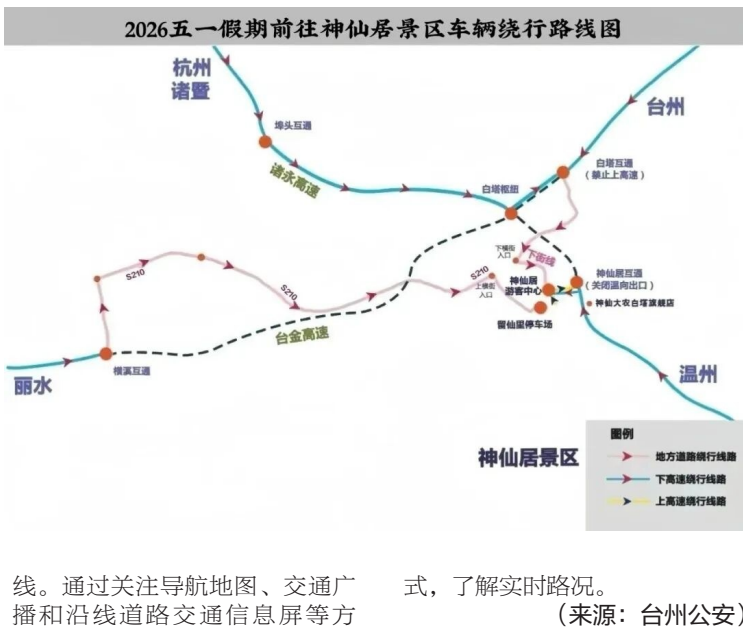 2026五一假期前往神仙居景区车辆绕行路线图
杭州
诸暨
台州
埠头互通
白塔互通
（禁止上高速）
诸永高速
白塔枢纽
下横街
入口
下街线
S210
S210
S210
上横街
入口
神仙居
游客中心
神仙居互通
（关闭温向出口）
神仙大农白塔旗舰店
留仙里停车场
台金高速
丽水
横溪互通
温州
神仙居景区
图例
地方道路绕行线路
下高速绕行线路
上高速绕行线路
线。通过关注导航地图、交通广
播和沿线道路交通信息屏等方
式，了解实时路况。
（来源：台州公安）